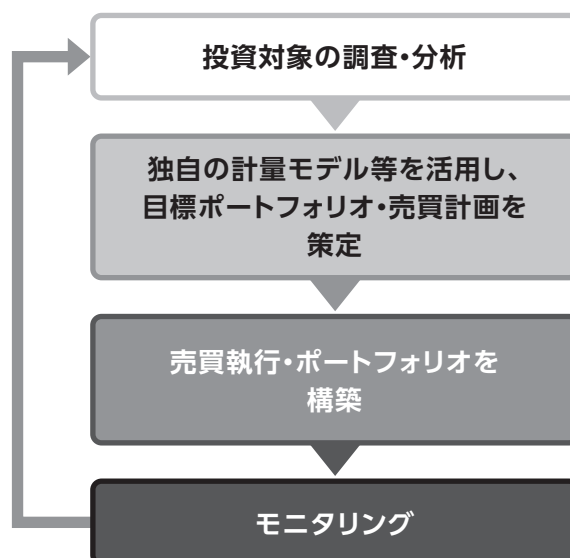 投資対象の調査・分析
独自の計量モデル等を活用し、
目標ポートフォリオ・売買計画を
策定
売買執行・ポートフォリオを
構築
モニタリング